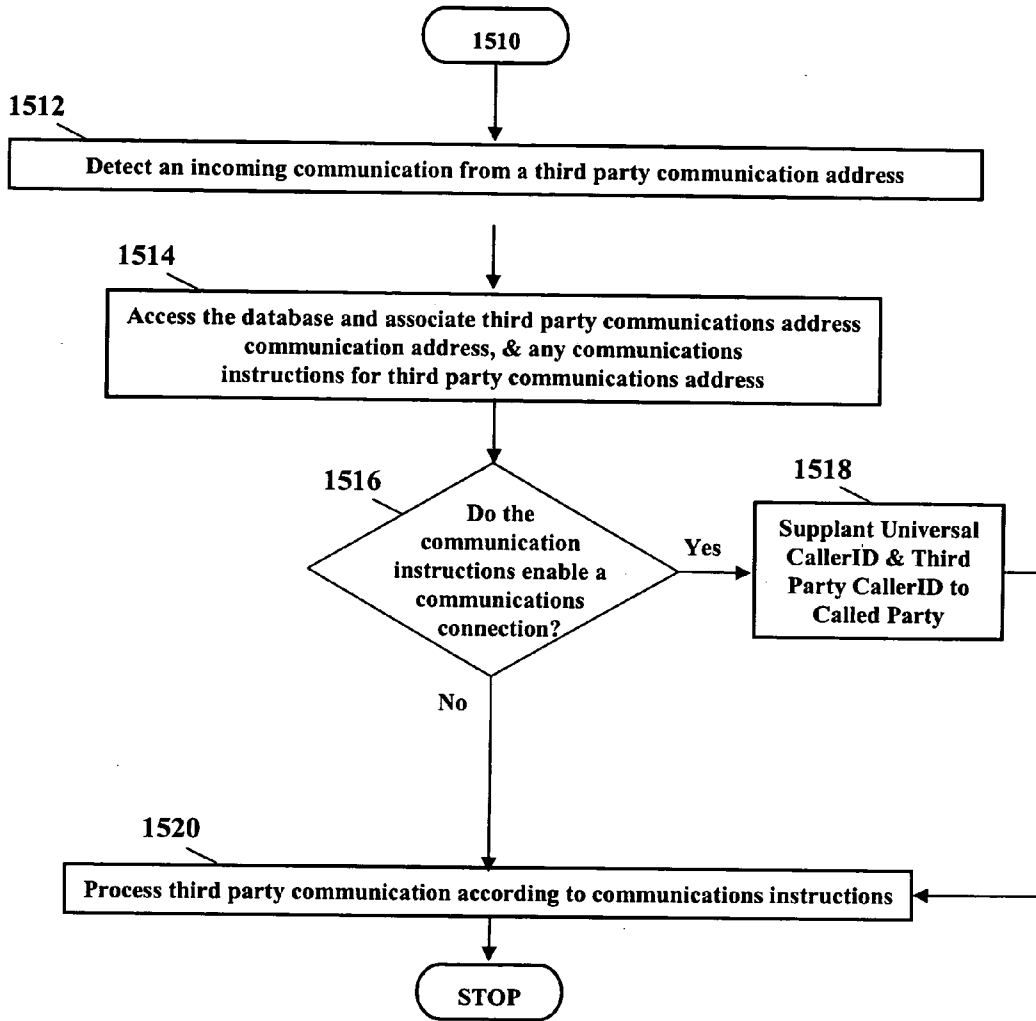 1510
1512
Detect an incoming communication from a third party communication address
1514
Access the database and associate third party communications address
communication address, & any communications
instructions for third party communications address
1516
Do the
communication
instructions enable a
communications
connection?
Yes
1518
Supplant Universal
CallerID & Third
Party CallerID to
Called Party
No
1520
Process third party communication according to communications instructions
STOP